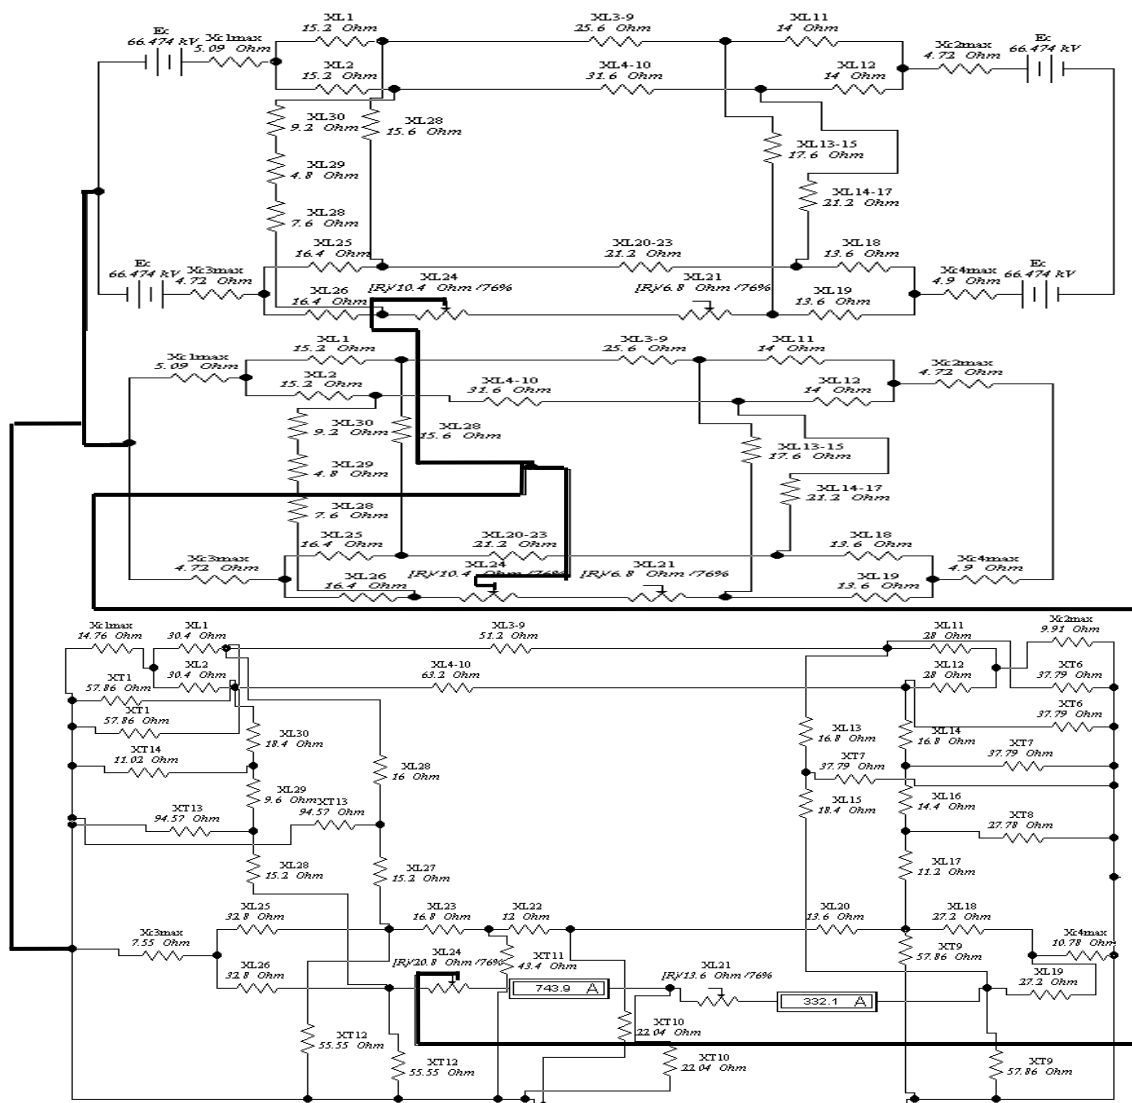 XL1
15.2 Ohm
XL3-9
25.6 Ohm
XL11
14 Ohm
Ec
66.474 kV
Xc1max
5.09 Ohm
Xc2max
4.72 Ohm
Ec
66.474 kV
XL2
15.2 Ohm
XL4-10
31.6 Ohm
XL12
14 Ohm
XL30
9.2 Ohm
XL28
15.6 Ohm
XL13-15
17.6 Ohm
XL29
4.8 Ohm
XL14-17
21.2 Ohm
XL28
7.6 Ohm
Ec
66.474 kV
Xc3max
4.72 Ohm
XL25
16.4 Ohm
XL20-23
21.2 Ohm
XL18
13.6 Ohm
Xc4max
4.9 Ohm
Ec
66.474 kV
XL24
[R]/10.4 Ohm /76%
XL21
[R]/6.8 Ohm /76%
XL26
16.4 Ohm
XL19
13.6 Ohm
Xc1max
5.09 Ohm
XL1
15.2 Ohm
XL3-9
25.6 Ohm
XL11
14 Ohm
Xc2max
4.72 Ohm
XL2
15.2 Ohm
XL4-10
31.6 Ohm
XL12
14 Ohm
XL30
9.2 Ohm
XL28
15.6 Ohm
XL13-15
17.6 Ohm
XL29
4.8 Ohm
XL14-17
21.2 Ohm
XL28
7.6 Ohm
XL25
16.4 Ohm
XL20-23
21.2 Ohm
XL18
13.6 Ohm
Xc3max
4.72 Ohm
XL24
[R]/10.4 Ohm /76%
XL21
[R]/6.8 Ohm /76%
Xc4max
4.9 Ohm
XL26
16.4 Ohm
XL19
13.6 Ohm
Xc1max
14.76 Ohm
XL1
30.4 Ohm
XL3-9
51.2 Ohm
XL11
28 Ohm
Xc2max
9.91 Ohm
XL2
30.4 Ohm
XL4-10
63.2 Ohm
XL12
28 Ohm
XT6
37.79 Ohm
XT1
57.86 Ohm
XT1
57.86 Ohm
XT6
37.79 Ohm
XL30
18.4 Ohm
XL13
16.8 Ohm
XL14
16.8 Ohm
XT14
11.02 Ohm
XL28
16 Ohm
XT7
37.79 Ohm
XT7
37.79 Ohm
XL29
9.6 Ohm
XT13
94.57 Ohm
XT13
94.57 Ohm
XL15
18.4 Ohm
XL16
14.4 Ohm
XT8
27.78 Ohm
XL28
15.2 Ohm
XL27
15.2 Ohm
XL17
11.2 Ohm
XL25
32.8 Ohm
XL23
16.8 Ohm
XL22
12 Ohm
XL20
13.6 Ohm
XL18
27.2 Ohm
Xc3max
7.55 Ohm
Xc4max
10.78 Ohm
XL26
32.8 Ohm
XL24
[R]/20.8 Ohm /76%
XT11
43.4 Ohm
XL21
[R]/13.6 Ohm /76%
XT9
57.86 Ohm
XL19
27.2 Ohm
743.9 A
332.1 A
XT12
55.55 Ohm
XT12
55.55 Ohm
XT10
22.04 Ohm
XT10
22.04 Ohm
XT9
57.86 Ohm